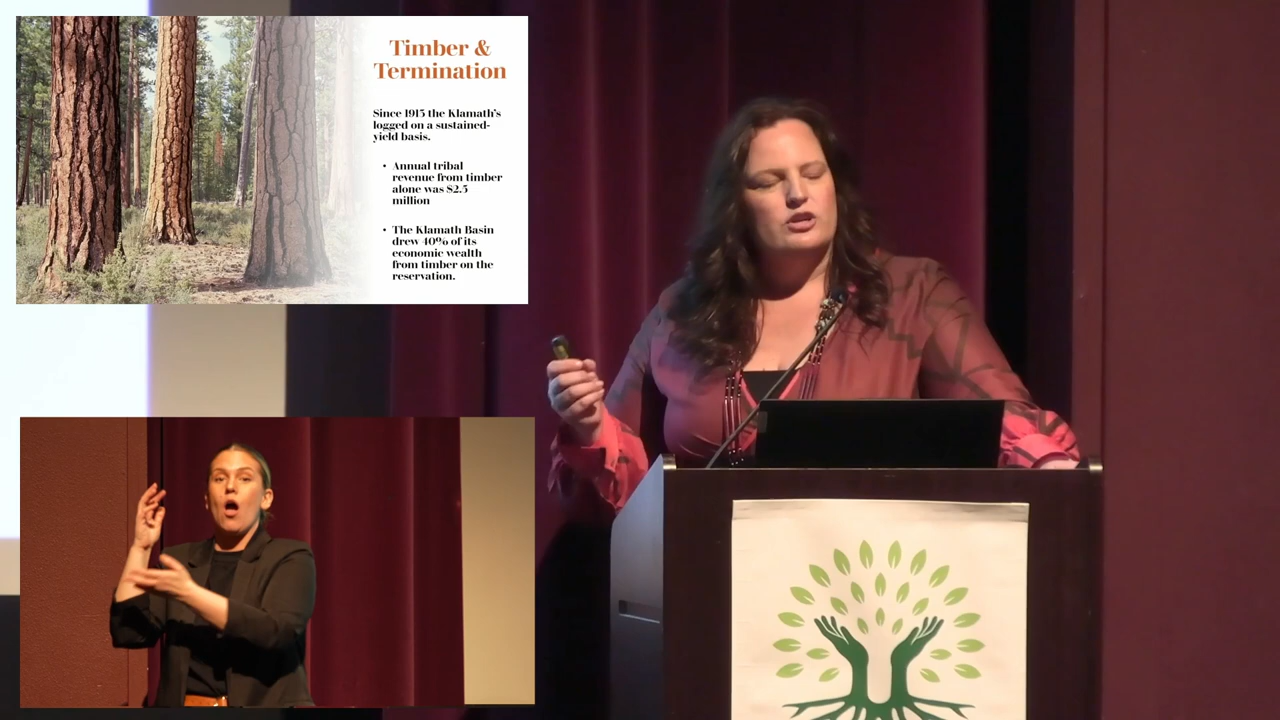 Timber &
Termination
Since 1915 the Klamath's
logged on a sustained-
yield basis.
• Annual tribal
revenue from timber
alone was $2.5
million
• The Klamath Basin
drew 40% of its
economic wealth
from timber on the
reservation.